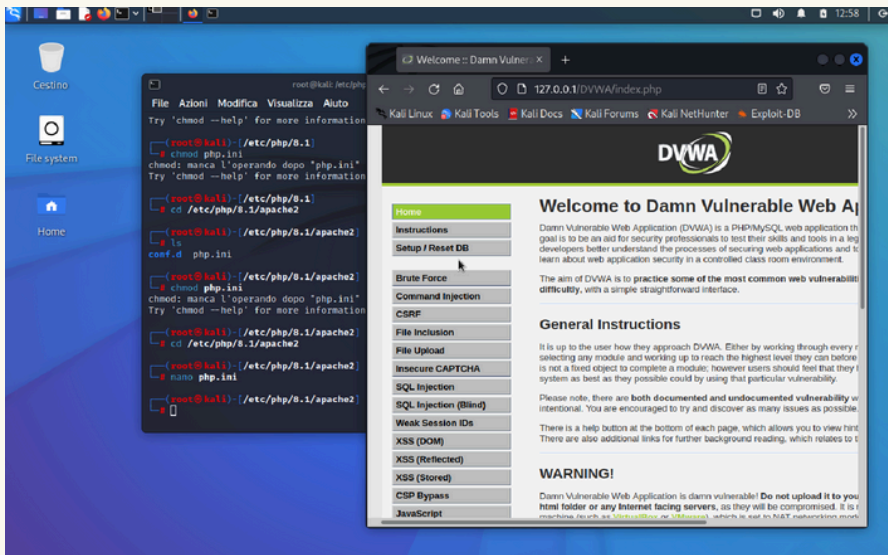 12:58
Cestino
File system
Home
root@kali: /etc/php
File Azioni Modifica Visualizza Aiuto
Try 'chmod --help' for more information
(root@kali)-[/etc/php/8.1]
# chmod php.ini
chmod: manca l'operando dopo "php.ini"
Try 'chmod --help' for more information
(root@kali)-[/etc/php/8.1]
# cd /etc/php/8.1/apache2
(root@kali)-[/etc/php/8.1/apache2]
# ls
conf.d php.ini
(root@kali)-[/etc/php/8.1/apache2]
# chmod php.ini
chmod: manca l'operando dopo "php.ini"
Try 'chmod --help' for more information
(root@kali)-[/etc/php/8.1/apache2]
# cd /etc/php/8.1/apache2
(root@kali)-[/etc/php/8.1/apache2]
# nano php.ini
(root@kali)-[/etc/php/8.1/apache2]
#
Welcome :: Damn Vulner
127.0.0.1/DVWA/index.php
Kali Linux Kali Tools Kali Docs Kali Forums Kali NetHunter Exploit-DB
DVWA
Home
Instructions
Setup / Reset DB
Brute Force
Command Injection
CSRF
File Inclusion
File Upload
Insecure CAPTCHA
SQL Injection
SQL Injection (Blind)
Weak Session IDs
XSS (DOM)
XSS (Reflected)
XSS (Stored)
CSP Bypass
JavaScript
Welcome to Damn Vulnerable Web Ap
Damn Vulnerable Web Application (DVWA) is a PHP/MySQL web application th
goal is to be an aid for security professionals to test their skills and tools in a leg
developers better understand the processes of securing web applications and to
learn about web application security in a controlled class room environment.
The aim of DVWA is to practice some of the most common web vulnerabiliti
difficultly, with a simple straightforward interface.
General Instructions
It is up to the user how they approach DVWA. Either by working through every
selecting any module and working up to reach the highest level they can before
is not a fixed object to complete a module; however users should feel that they
system as best as they possible could by using that particular vulnerability.
Please note, there are both documented and undocumented vulnerability w
intentional. You are encouraged to try and discover as many issues as possible.
There is a help button at the bottom of each page, which allows you to view hint
There are also additional links for further background reading, which relates to t
WARNING!
Damn Vulnerable Web Application is damn vulnerable! Do not upload it to you
html folder or any Internet facing servers, as they will be compromised. It is
machine (such as VirtualBox or VMware), which is set to NAT networking mod